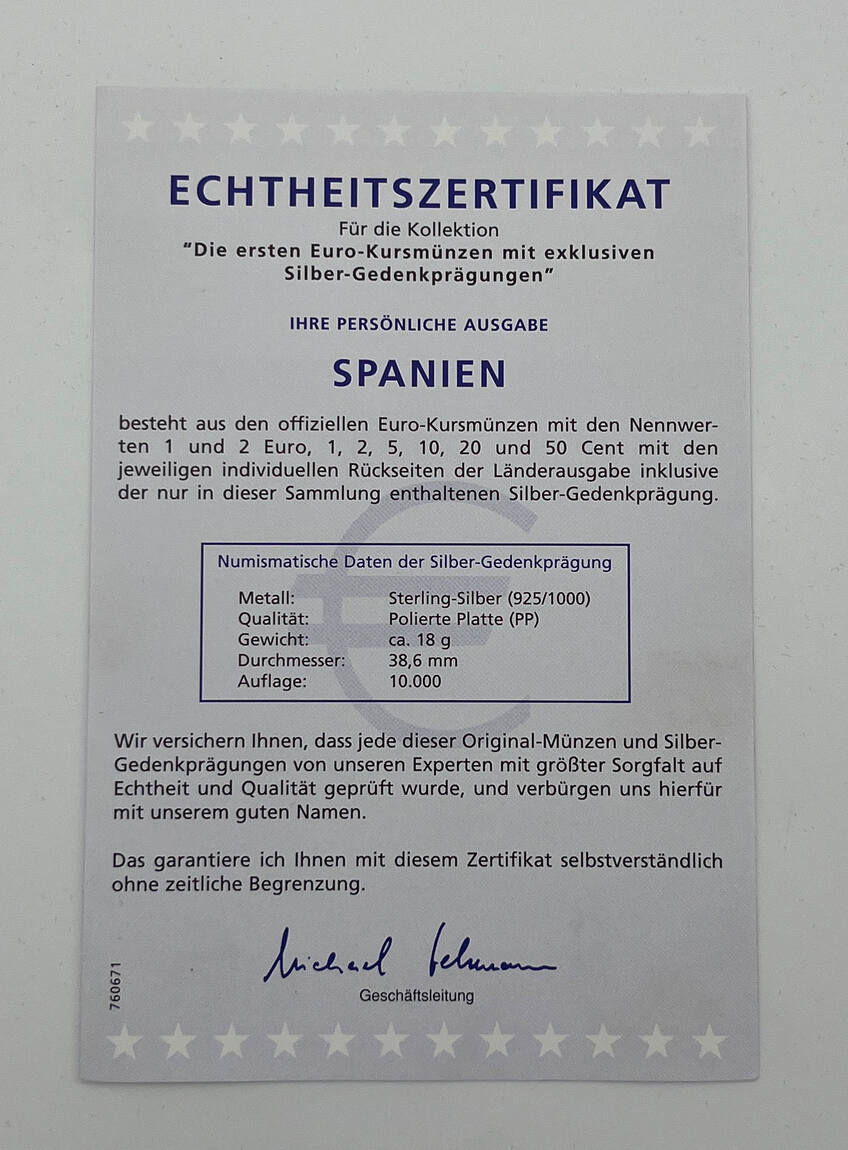 ECHTHEITSZERTIFIKAT
Für die Kollektion
"Die ersten Euro-Kursmünzen mit exklusiven
Silber-Gedenkprägungen"
IHRE PERSÖNLICHE AUSGABE
SPANIEN
besteht aus den offiziellen Euro-Kursmünzen mit den Nennwer-
ten 1 und 2 Euro, 1, 2, 5, 10, 20 und 50 Cent mit den
jeweiligen individuellen Rückseiten der Länderausgabe inklusive
der nur in dieser Sammlung enthaltenen Silber-Gedenkprägung.
Numismatische Daten der Silber-Gedenkprägung
Metall: Sterling-Silber (925/1000)
Qualität: Polierte Platte (PP)
Gewicht: ca. 18 g
Durchmesser: 38,6 mm
Auflage: 10.000
Wir versichern Ihnen, dass jede dieser Original-Münzen und Silber-
Gedenkprägungen von unseren Experten mit größter Sorgfalt auf
Echtheit und Qualität geprüft wurde, und verbürgen uns hierfür
mit unserem guten Namen.
Das garantiere ich Ihnen mit diesem Zertifikat selbstverständlich
ohne zeitliche Begrenzung.
Michael
Geschäftsleitung
760671